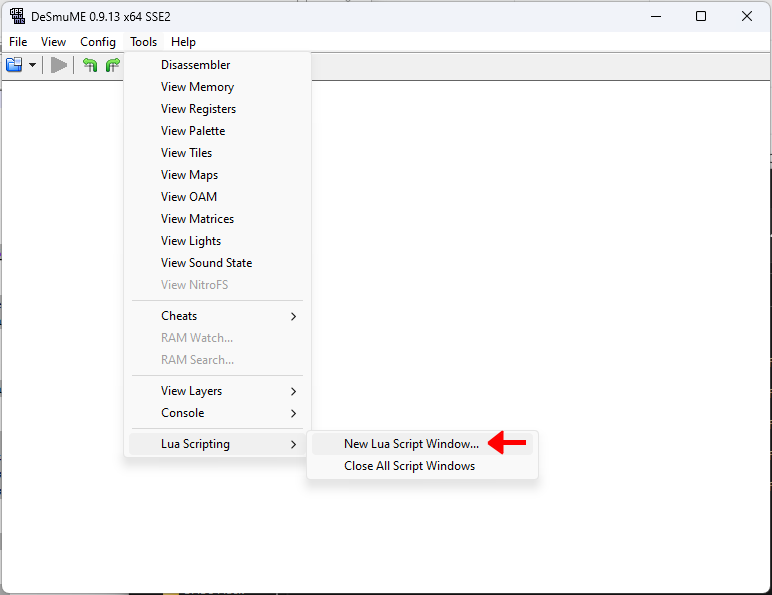 DeSmuME 0.9.13 x64 SSE2
File View Config Tools Help
Disassembler
View Memory
View Registers
View Palette
View Tiles
View Maps
View OAM
View Matrices
View Lights
View Sound State
View NitroFS
Cheats
RAM Watch...
RAM Search...
View Layers
Console
Lua Scripting
New Lua Script Window...
Close All Script Windows